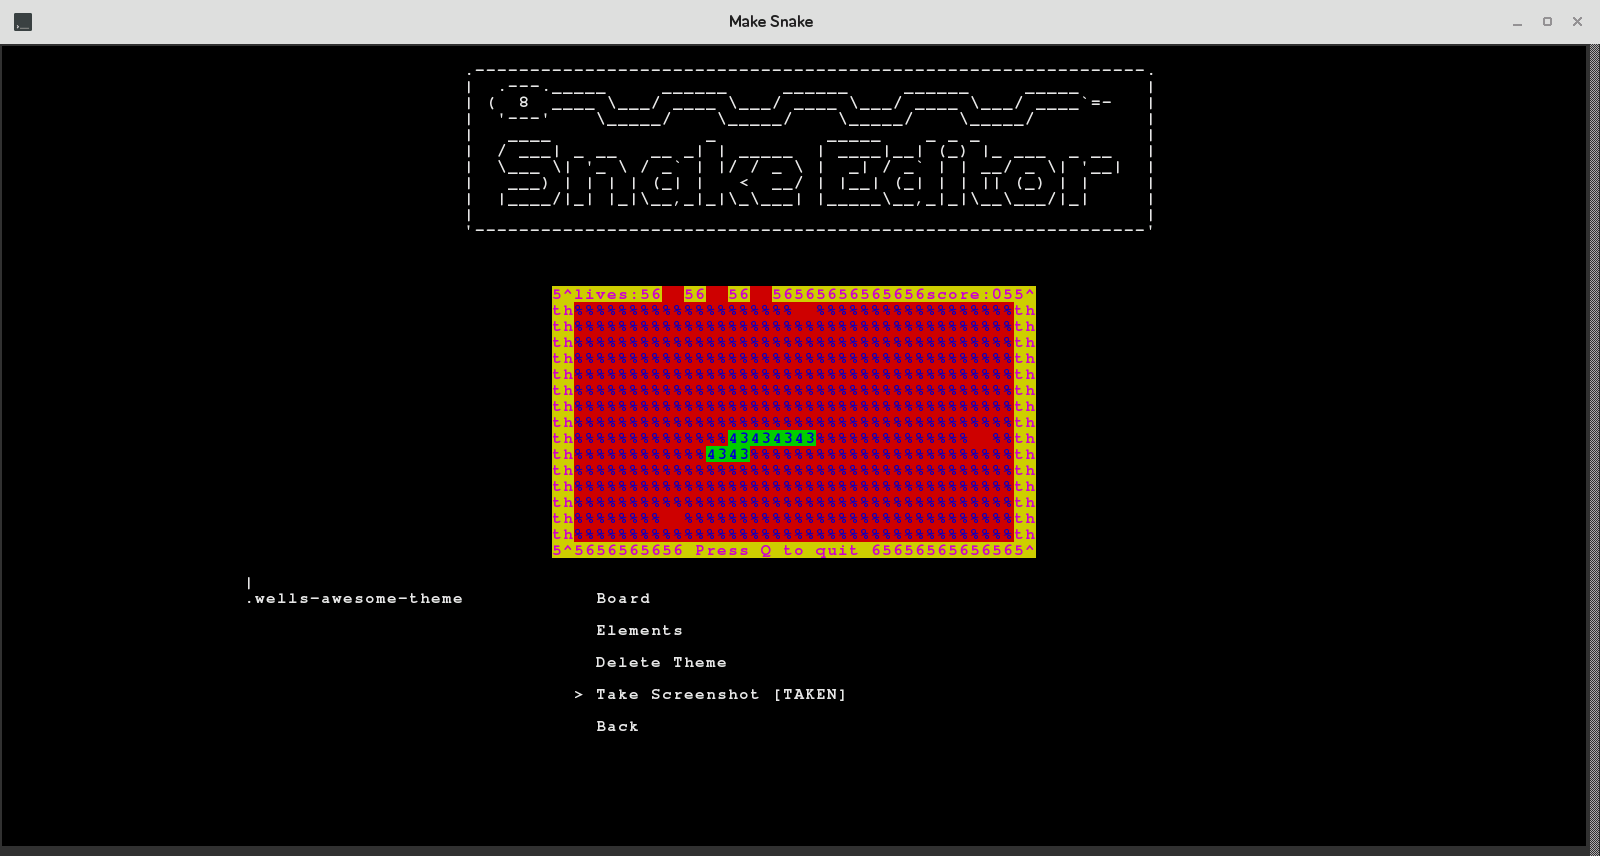 Make Snake
Snake Editor
5^lives:56  56  56  56565656565656score:055^
th%%%%%%%%%%%%%%%%%%%%  %%%%%%%%%%%%%%%%%%th
th%%%%%%%%%%%%%%%%%%%%%%%%%%%%%%%%%%%%%%%%th
th%%%%%%%%%%%%%%%%%%%%%%%%%%%%%%%%%%%%%%%%th
th%%%%%%%%%%%%%%%%%%%%%%%%%%%%%%%%%%%%%%%%th
th%%%%%%%%%%%%%%%%%%%%%%%%%%%%%%%%%%%%%%%%th
th%%%%%%%%%%%%%%%%%%%%%%%%%%%%%%%%%%%%%%%%th
th%%%%%%%%%%%%%%%%%%%%%%%%%%%%%%%%%%%%%%%%th
th%%%%%%%%%%%%%%%%%%%%%%%%%%%%%%%%%%%%%%%%th
th%%%%%%%%%%%%%%43434343%%%%%%%%%%%%%%  %%th
th%%%%%%%%%%%%4343%%%%%%%%%%%%%%%%%%%%%%%%th
th%%%%%%%%%%%%%%%%%%%%%%%%%%%%%%%%%%%%%%%%th
th%%%%%%%%%%%%%%%%%%%%%%%%%%%%%%%%%%%%%%%%th
th%%%%%%%%%%%%%%%%%%%%%%%%%%%%%%%%%%%%%%%%th
th%%%%%%%%  %%%%%%%%%%%%%%%%%%%%%%%%%%%%%%th
th%%%%%%%%%%%%%%%%%%%%%%%%%%%%%%%%%%%%%%%%th
5^5656565656 Press Q to quit 65656565656565^
|
.wells-awesome-theme
Board
Elements
Delete Theme
> Take Screenshot [TAKEN]
Back